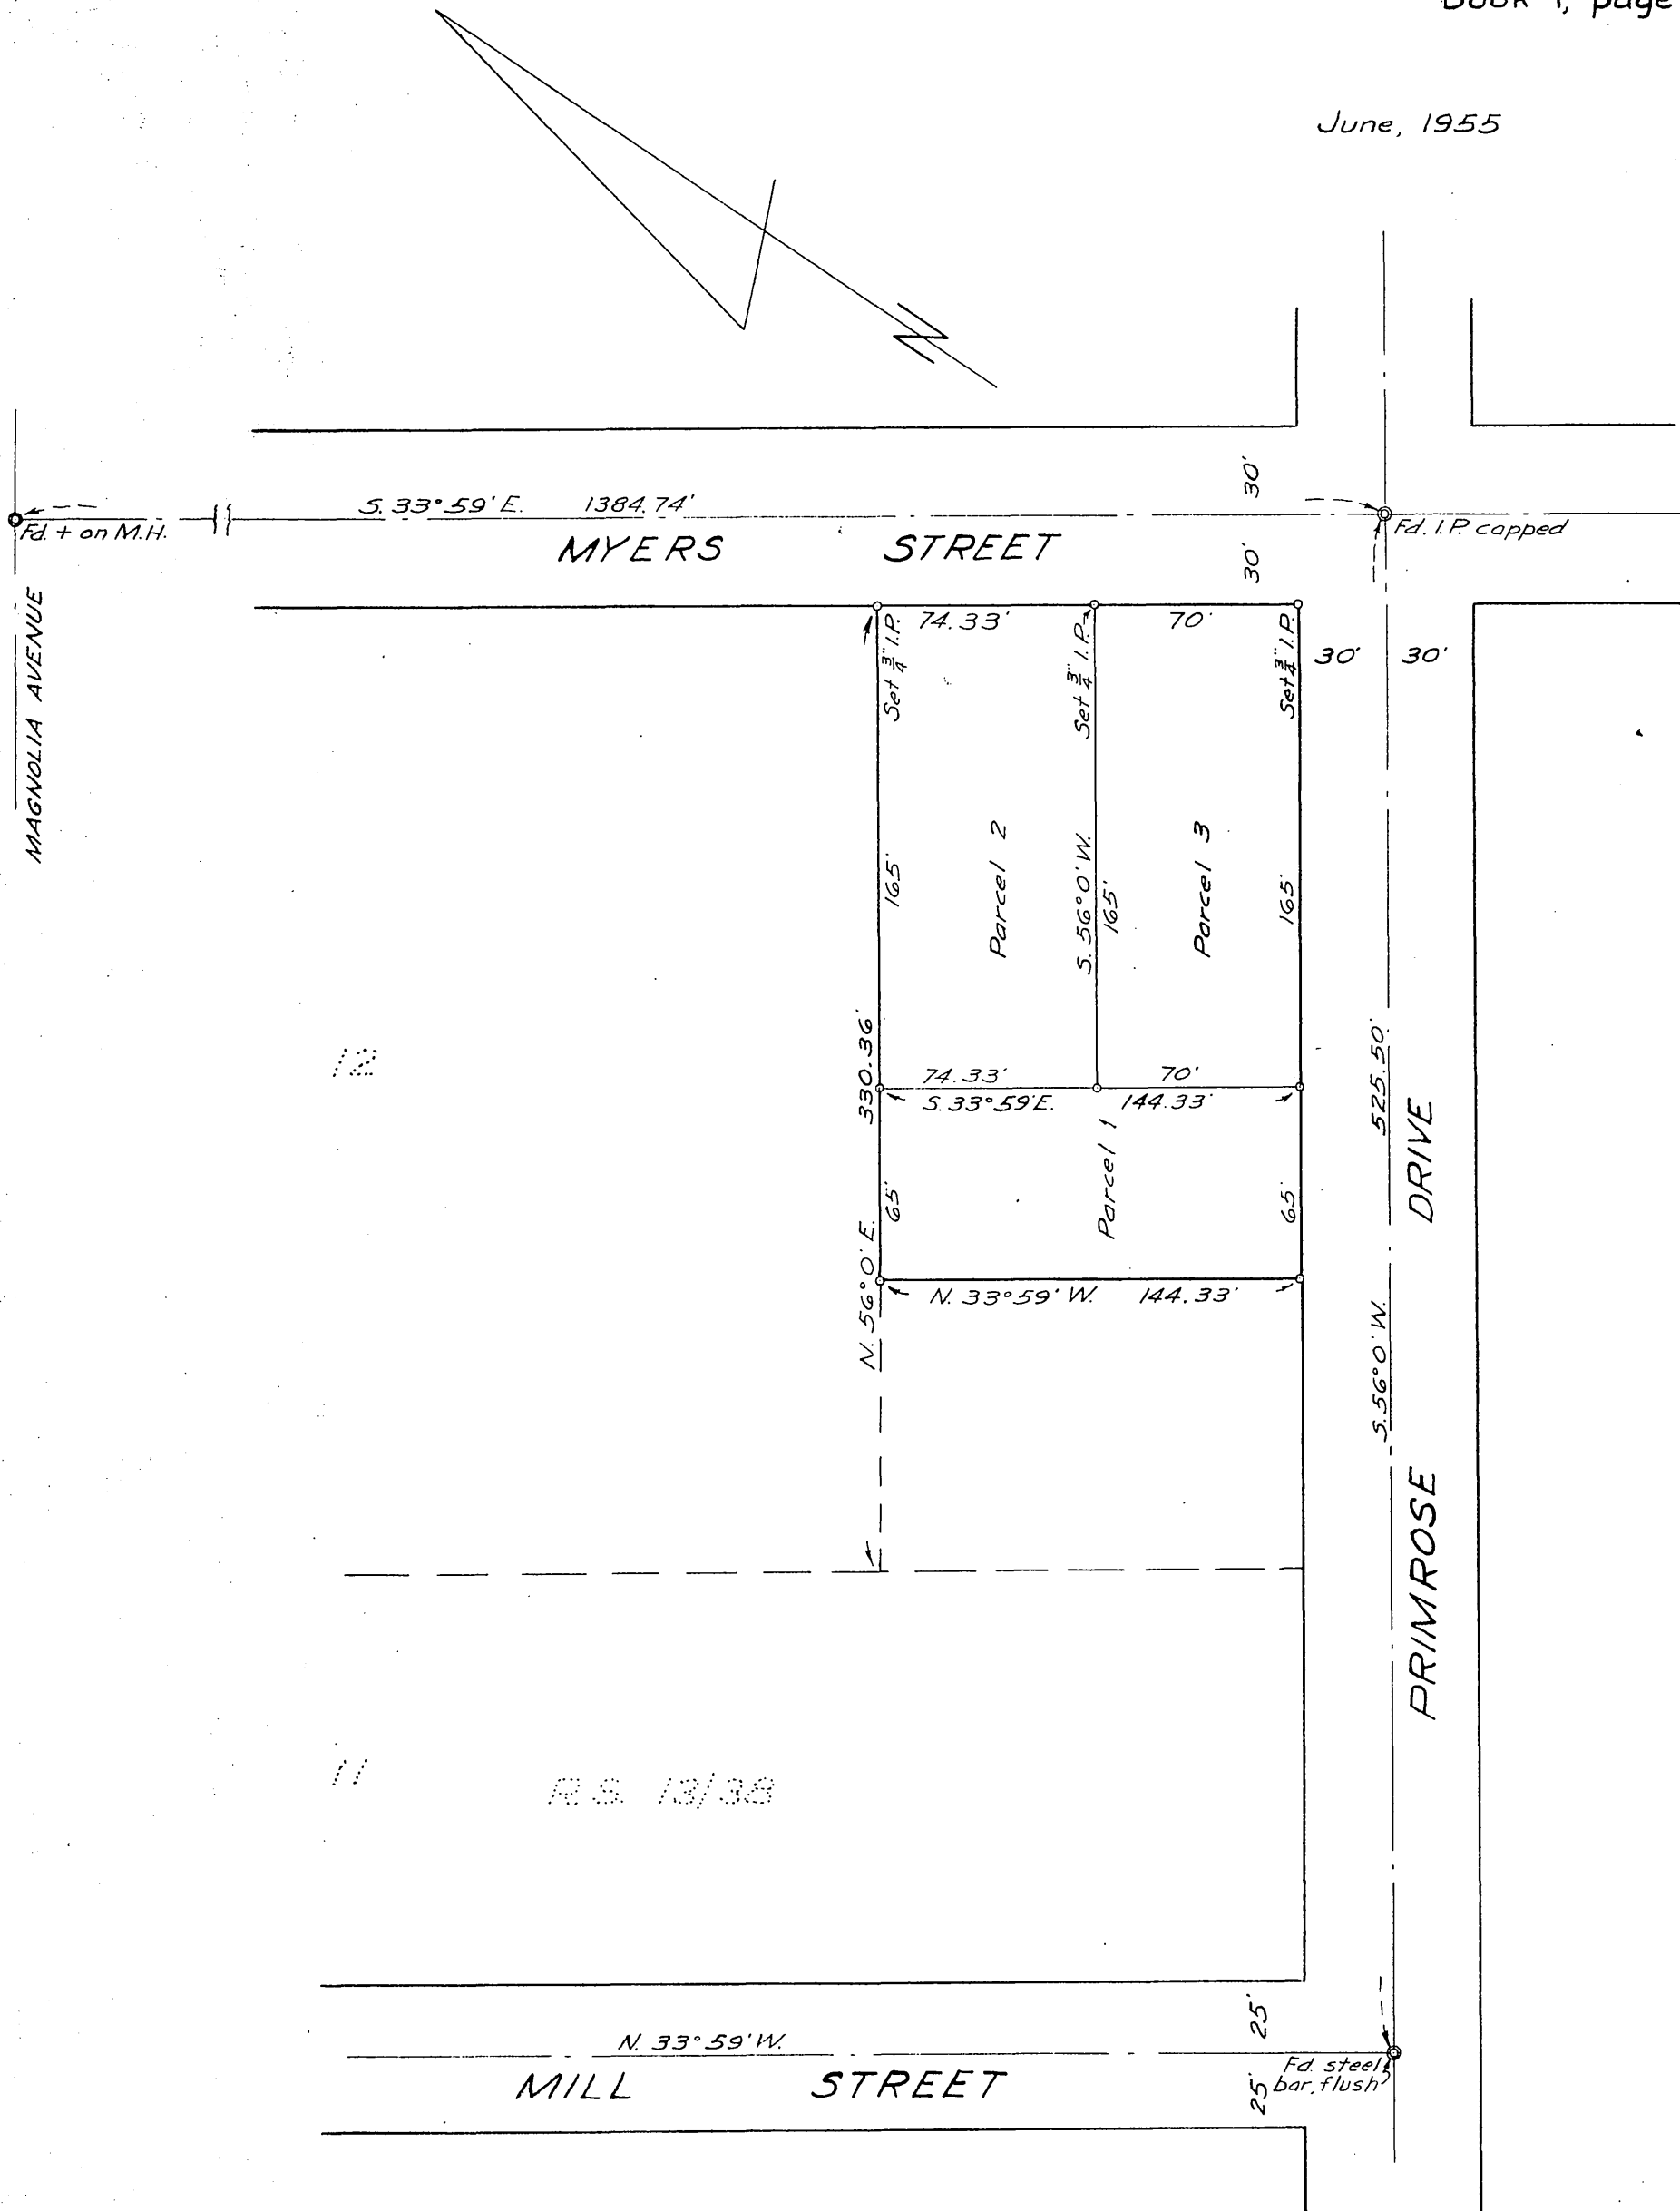 Book 1, page
June, 1955
S. 33° 59' E. 1384.74'
30'
Fd. + on M.H.
Fd. I.P. capped
MYERS STREET
30'
MAGNOLIA AVENUE
74.33'
70'
Set 3/4" I.P.
Set 3/4" I.P.
Set 3/4" I.P.
30'
30'
165'
Parcel 2
S. 56° 0' W.
165'
Parcel 3
165'
12
330.36'
74.33'
70'
S. 33° 59' E. 144.33'
525.50'
Parcel 1
65'
65'
N. 56° 0' E.
N. 33° 59' W. 144.33'
S. 56° 0' W.
PRIMROSE DRIVE
11
R.S. 13/38
N. 33° 59' W.
25'
MILL STREET
25'
Fd. steel
bar, flush